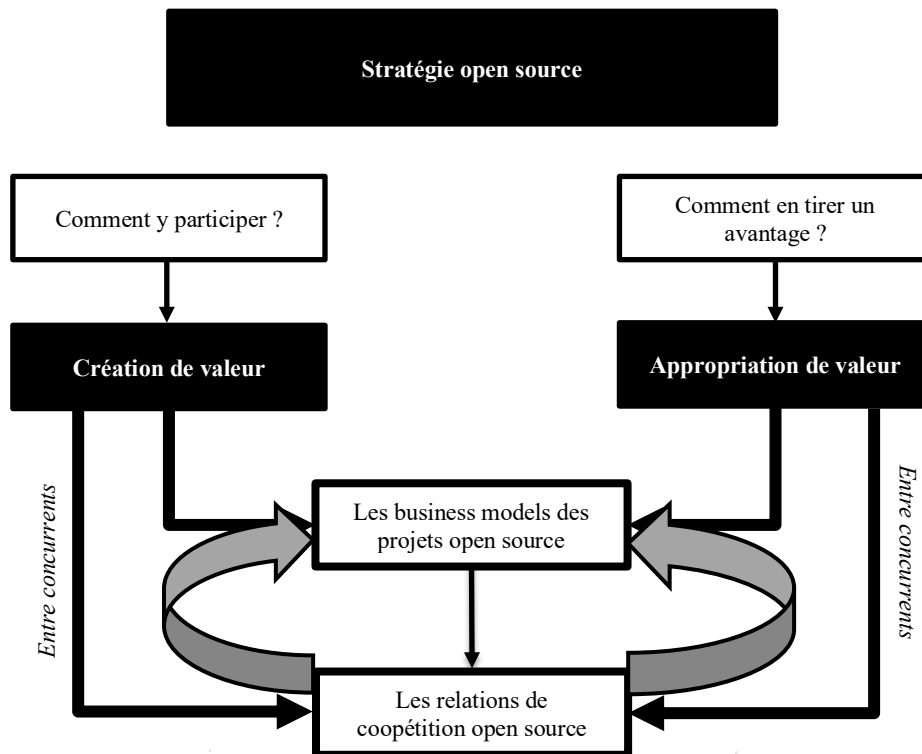 Stratégie open source
Comment y participer ?
Comment en tirer un
avantage ?
Création de valeur
Appropriation de valeur
Entre concurrents
Les business models des
projets open source
Entre concurrents
Les relations de
coopétition open source